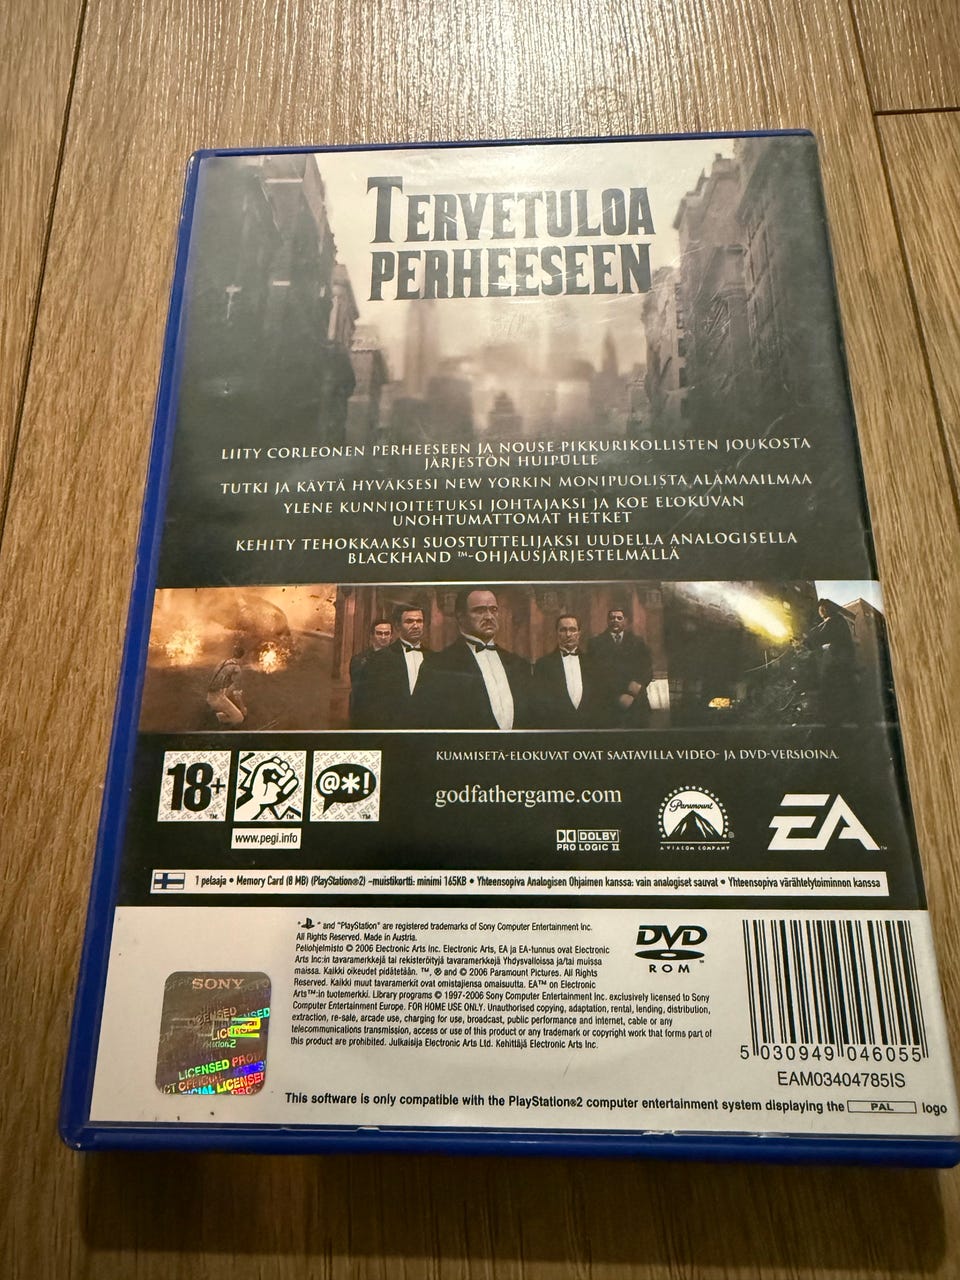 TERVETULOA
PERHEESEEN
LIITY CORLEONEN PERHEESEEN JA NOUSE PIKKURIKOLLISTEN JOUKOSTA
JÄRJESTÖN HUIPULLE
TUTKI JA KÄYTÄ HYVÄKSESI NEW YORKIN MONIPUOLISTA ALAMAAILMAA
YLENE KUNNIOITETUKSI JOHTAJAKSI JA KOE ELOKUVAN
UNOHTUMATTOMAT HETKET
KEHITY TEHOKKAAKSI SUOSTUTTELIJAKSI UUDELLA ANALOGISELLA
BLACKHAND ™-OHJAUSJÄRJESTELMÄLLÄ
KUMMISETÄ-ELOKUVAT OVAT SAATAVILLA VIDEO- JA DVD-VERSIOINA.
18+
@*!
www.pegi.info
godfathergame.com
DOLBY
PRO LOGIC II
Paramount
A VIACOM COMPANY
EA™
1 pelaaja • Memory Card (8 MB) (PlayStation®2) –muistikortti: minimi 165KB • Yhteensopiva Analogisen Ohjaimen kanssa: vain analogiset sauvat • Yhteensopiva värähtelytoiminnon kanssa
" " and "PlayStation" are registered trademarks of Sony Computer Entertainment Inc.
All Rights Reserved. Made in Austria.
Peliohjelmisto © 2006 Electronic Arts Inc. Electronic Arts, EA ja EA-tunnus ovat Electronic
Arts Inc:in tavaramerkkejä tai rekisteröityjä tavaramerkkejä Yhdysvalloissa ja/tai muissa
maissa. Kaikki oikeudet pidätetään. ™, ® and © 2006 Paramount Pictures. All Rights
Reserved. Kaikki muut tavaramerkit ovat omistajiensa omaisuutta. EA™ on Electronic
Arts™:in tuotemerkki. Library programs © 1997-2006 Sony Computer Entertainment Inc. exclusively licensed to Sony
Computer Entertainment Europe. FOR HOME USE ONLY. Unauthorised copying, adaptation, rental, lending, distribution,
extraction, re-sale, arcade use, charging for use, broadcast, public performance and internet, cable or any
telecommunications transmission, access or use of this product or any trademark or copyright work that forms part of
this product are prohibited. Julkaisija Electronic Arts Ltd. Kehittäjä Electronic Arts Inc.
DVD™
ROM
SONY
LICENSED
LICENSED
LICENSED PRO
CIAL LICENSE
5 030949 046055
EAM03404785IS
This software is only compatible with the PlayStation®2 computer entertainment system displaying the PAL logo